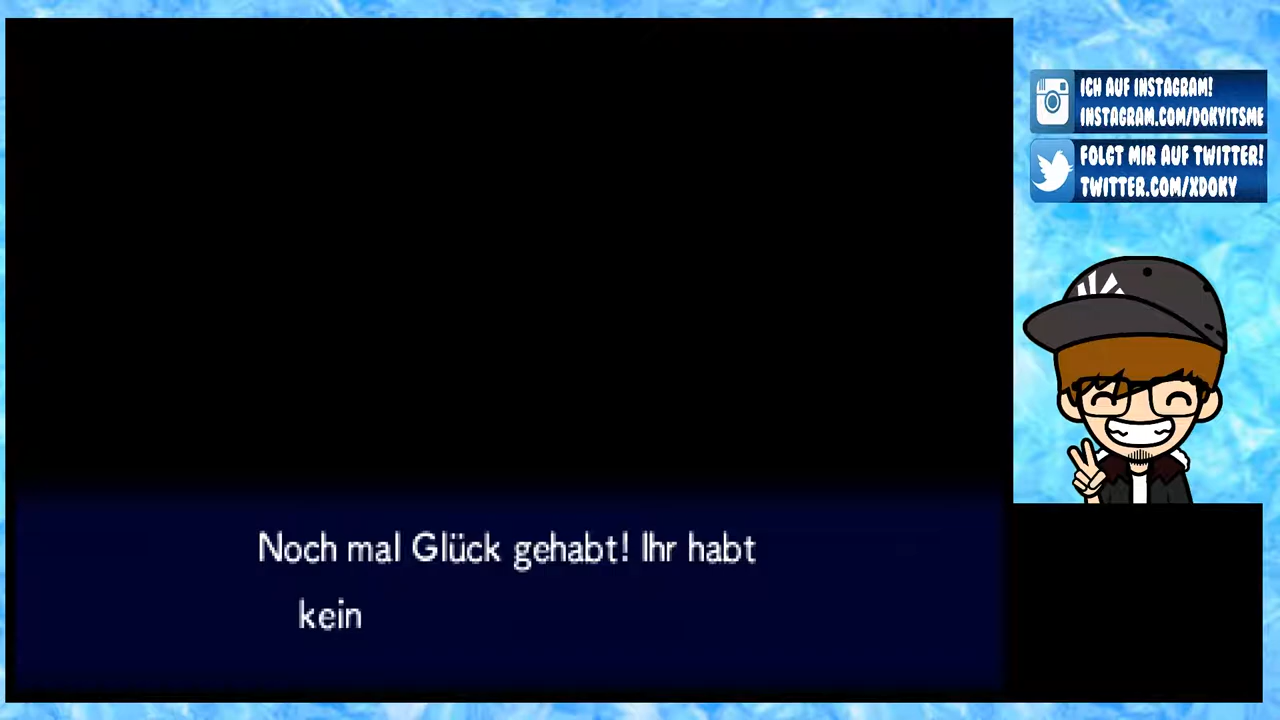 ICH AUF INSTAGRAM!
INSTAGRAM.COM/DOKYITSME
FOLGT MIR AUF TWITTER!
TWITTER.COM/XDOKY
Noch mal Glück gehabt! Ihr habt
kein